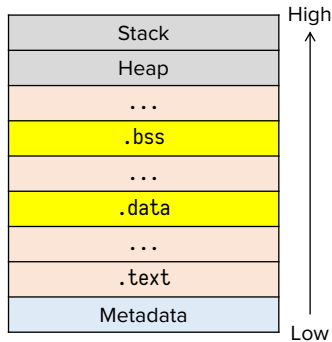 High
Stack
Heap
...
.bss
...
.data
...
.text
Metadata
Low